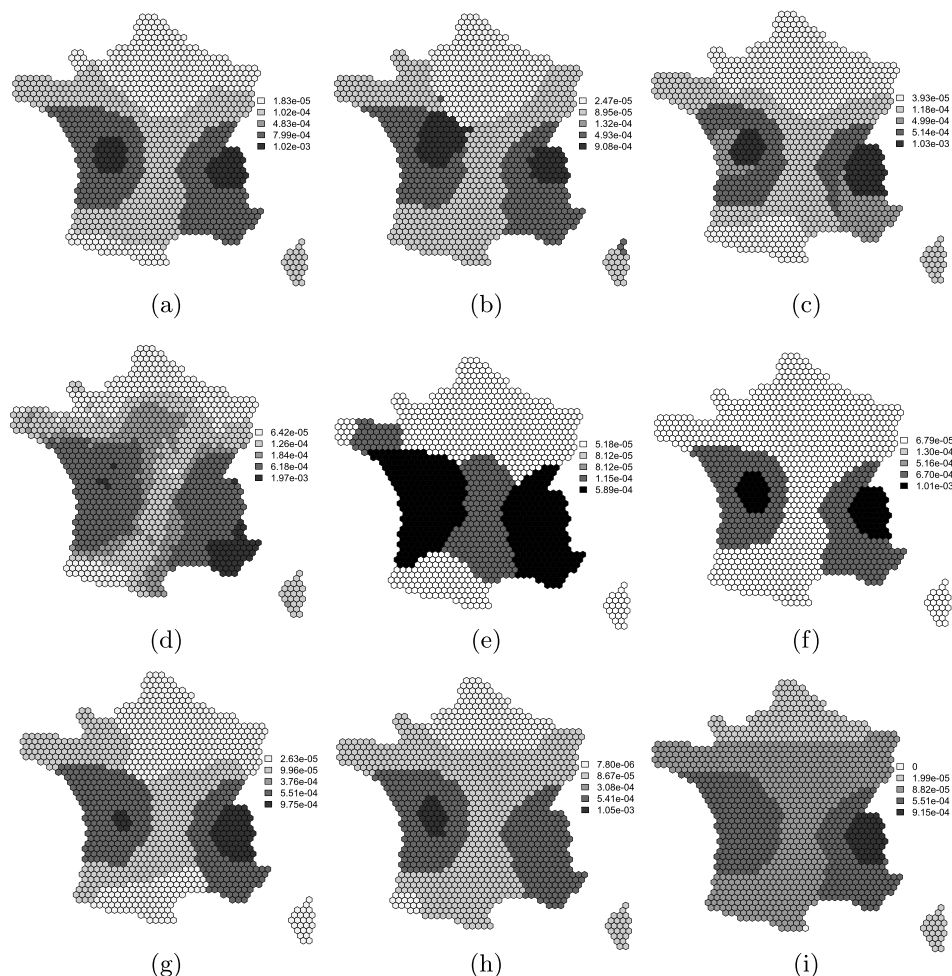 1.83e-05
1.02e-04
4.83e-04
7.99e-04
1.02e-03
(a)
2.47e-05
8.95e-05
1.32e-04
4.93e-04
9.08e-04
(b)
3.93e-05
1.18e-04
4.99e-04
5.14e-04
1.03e-03
(c)
6.42e-05
1.26e-04
1.84e-04
6.18e-04
1.97e-03
(d)
5.18e-05
8.12e-05
8.12e-05
1.15e-04
5.89e-04
(e)
6.79e-05
1.30e-04
5.16e-04
6.70e-04
1.01e-03
(f)
2.63e-05
9.96e-05
3.76e-04
5.51e-04
9.75e-04
(g)
7.80e-06
8.67e-05
3.08e-04
5.41e-04
1.05e-03
(h)
0
1.99e-05
8.82e-05
5.51e-04
9.15e-04
(i)